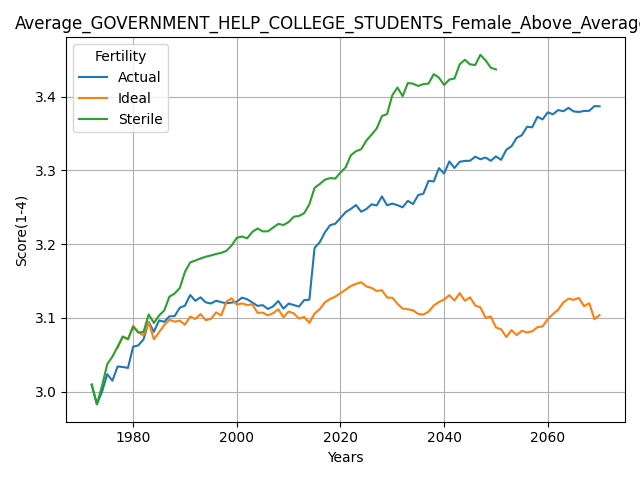 Average_GOVERNMENT_HELP_COLLEGE_STUDENTS_Female_Above_Average
Fertility
Actual
Ideal
Sterile
Score(1-4)
3.4
3.3
3.2
3.1
3.0
1980 2000 2020 2040 2060
Years